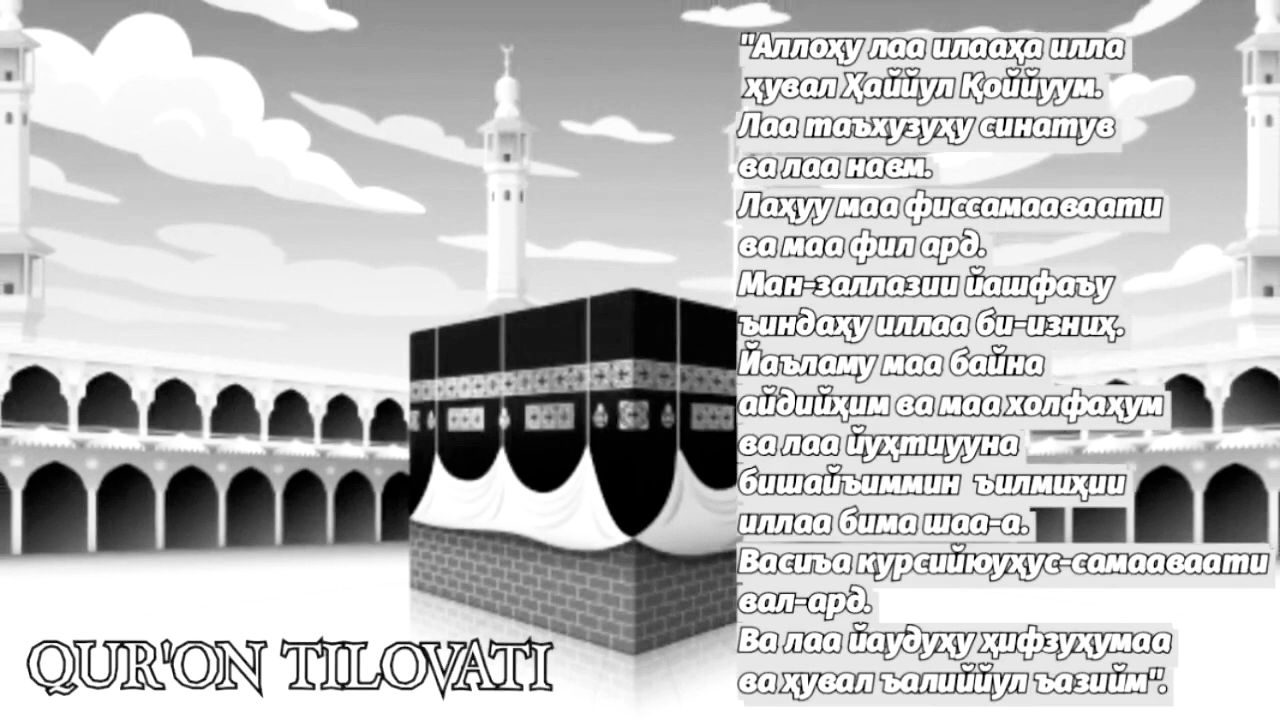 "Аллоҳу лаа илааҳа илла
ҳувал Ҳаййул Қоййуум.
Лаа таъхузуҳу синатув
ва лаа навм.
Лаҳуу маа фиссамааваати
ва маа фил ард.
Ман-заллазии йашфаъу
ъиндаҳу иллаа би-изниҳ.
Йаъламу маа байна
айдийҳим ва маа холфаҳум
ва лаа йуҳтиууна
бишайъиммин ъилмиҳии
иллаа бима шаа-а.
Васиъа курсийюуҳус-самааваати
вал-ард.
Ва лаа йаудуҳу ҳифзуҳумаа
ва ҳувал ъалиййул ъазийм".
QUR'ON TILOVATI